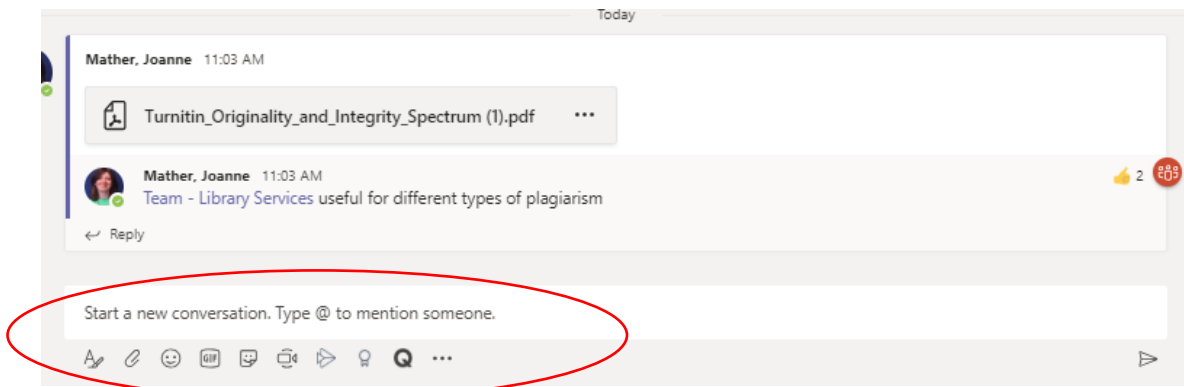 Today
Mather, Joanne 11:03 AM
Turnitin_Originality_and_Integrity_Spectrum (1).pdf
Mather, Joanne 11:03 AM
2
Team - Library Services useful for different types of plagiarism
Reply
Start a new conversation. Type @ to mention someone.
GIF
Q